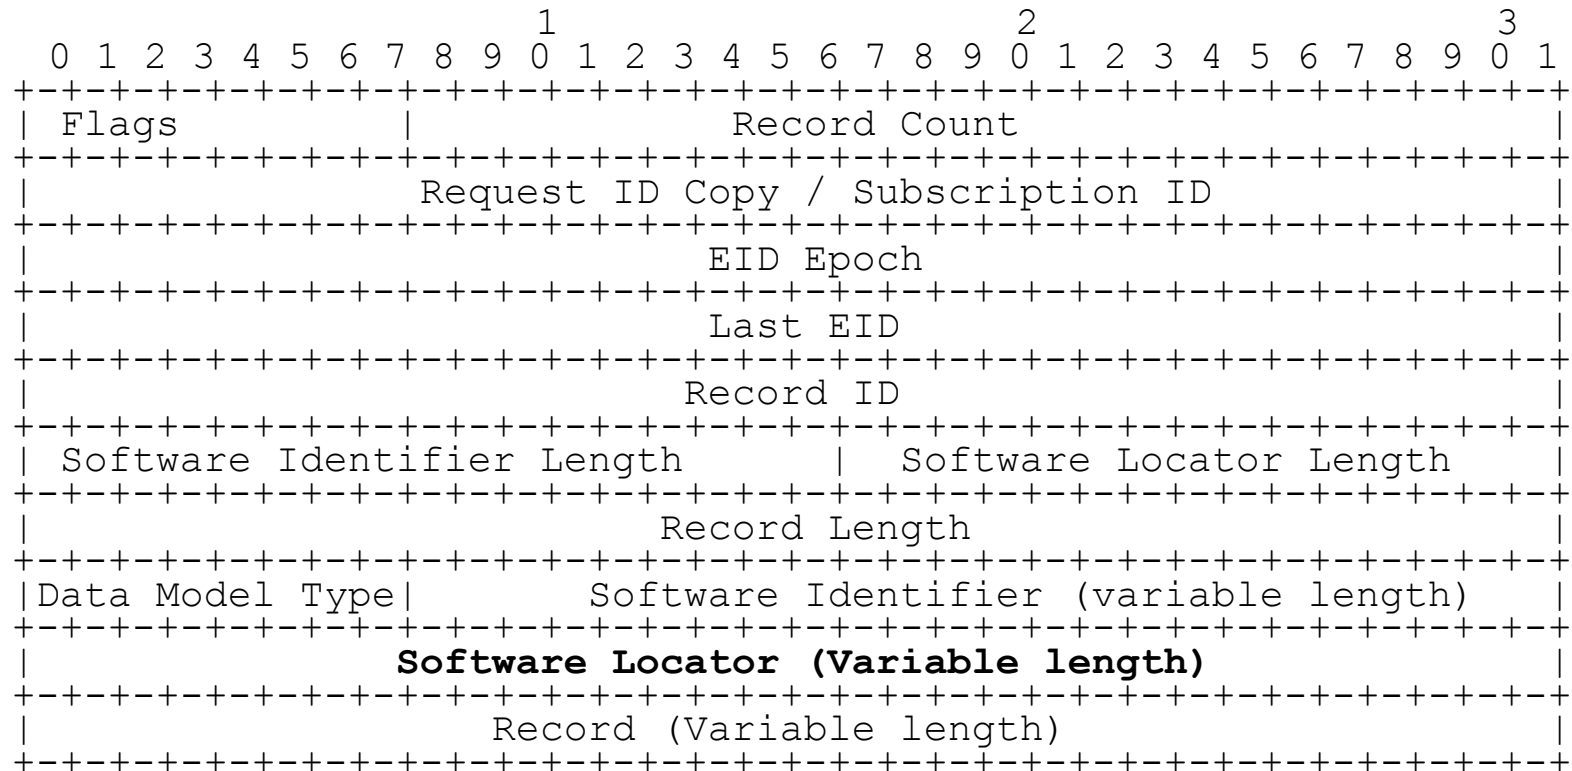 1                   2                   3
  0 1 2 3 4 5 6 7 8 9 0 1 2 3 4 5 6 7 8 9 0 1 2 3 4 5 6 7 8 9 0 1
+-+-+-+-+-+-+-+-+-+-+-+-+-+-+-+-+-+-+-+-+-+-+-+-+-+-+-+-+-+-+-+-+
| Flags         |             Record Count                      |
+-+-+-+-+-+-+-+-+-+-+-+-+-+-+-+-+-+-+-+-+-+-+-+-+-+-+-+-+-+-+-+-+
|                Request ID Copy / Subscription ID              |
+-+-+-+-+-+-+-+-+-+-+-+-+-+-+-+-+-+-+-+-+-+-+-+-+-+-+-+-+-+-+-+-+
|                            EID Epoch                          |
+-+-+-+-+-+-+-+-+-+-+-+-+-+-+-+-+-+-+-+-+-+-+-+-+-+-+-+-+-+-+-+-+
|                            Last EID                           |
+-+-+-+-+-+-+-+-+-+-+-+-+-+-+-+-+-+-+-+-+-+-+-+-+-+-+-+-+-+-+-+-+
|                           Record ID                           |
+-+-+-+-+-+-+-+-+-+-+-+-+-+-+-+-+-+-+-+-+-+-+-+-+-+-+-+-+-+-+-+-+
| Software Identifier Length      |  Software Locator Length    |
+-+-+-+-+-+-+-+-+-+-+-+-+-+-+-+-+-+-+-+-+-+-+-+-+-+-+-+-+-+-+-+-+
|                          Record Length                        |
+-+-+-+-+-+-+-+-+-+-+-+-+-+-+-+-+-+-+-+-+-+-+-+-+-+-+-+-+-+-+-+-+
|Data Model Type|       Software Identifier (variable length)   |
+-+-+-+-+-+-+-+-+-+-+-+-+-+-+-+-+-+-+-+-+-+-+-+-+-+-+-+-+-+-+-+-+
|               Software Locator (Variable length)              |
+-+-+-+-+-+-+-+-+-+-+-+-+-+-+-+-+-+-+-+-+-+-+-+-+-+-+-+-+-+-+-+-+
|                   Record (Variable length)                    |
+-+-+-+-+-+-+-+-+-+-+-+-+-+-+-+-+-+-+-+-+-+-+-+-+-+-+-+-+-+-+-+-+